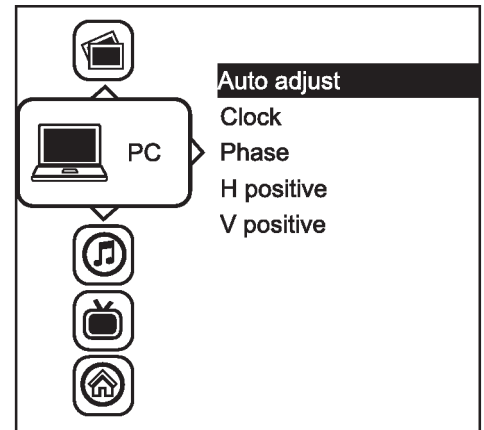 Auto adjust
PC
Clock
Phase
H positive
V positive